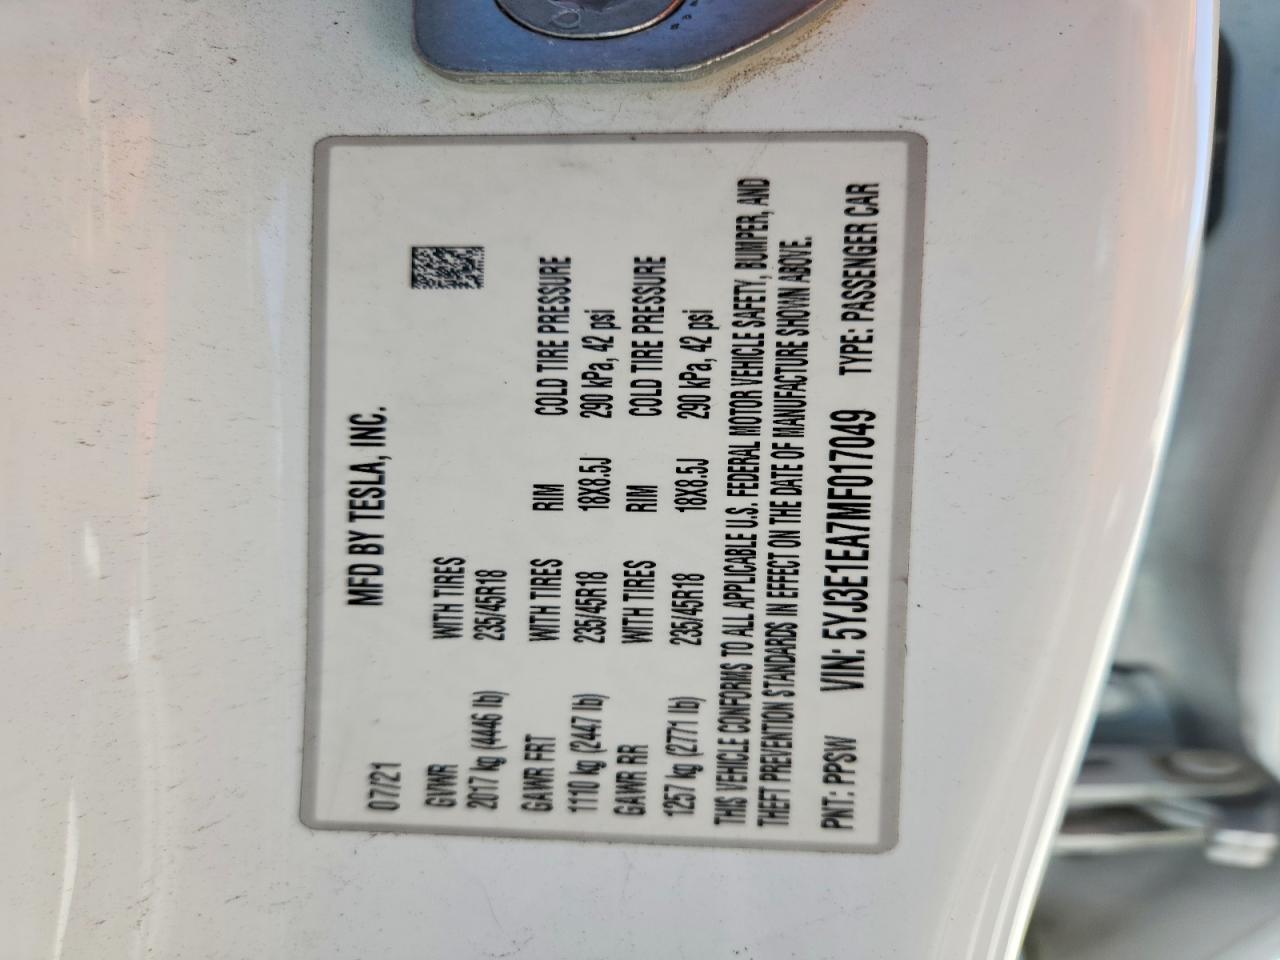 MFD BY TESLA, INC.
07/21
GVWR WITH TIRES
2017 kg (4446 lb) 235/45R18
GAWR FRT WITH TIRES RIM COLD TIRE PRESSURE
1110 kg (2447 lb) 235/45R18 18X8.5J 290 kPa, 42 psi
GAWR RR WITH TIRES RIM COLD TIRE PRESSURE
1257 kg (2771 lb) 235/45R18 18X8.5J 290 kPa, 42 psi
THIS VEHICLE CONFORMS TO ALL APPLICABLE U.S. FEDERAL MOTOR VEHICLE SAFETY, BUMPER, AND
THEFT PREVENTION STANDARDS IN EFFECT ON THE DATE OF MANUFACTURE SHOWN ABOVE.
PNT: PPSW VIN: 5YJ3E1EA7MF017049 TYPE: PASSENGER CAR